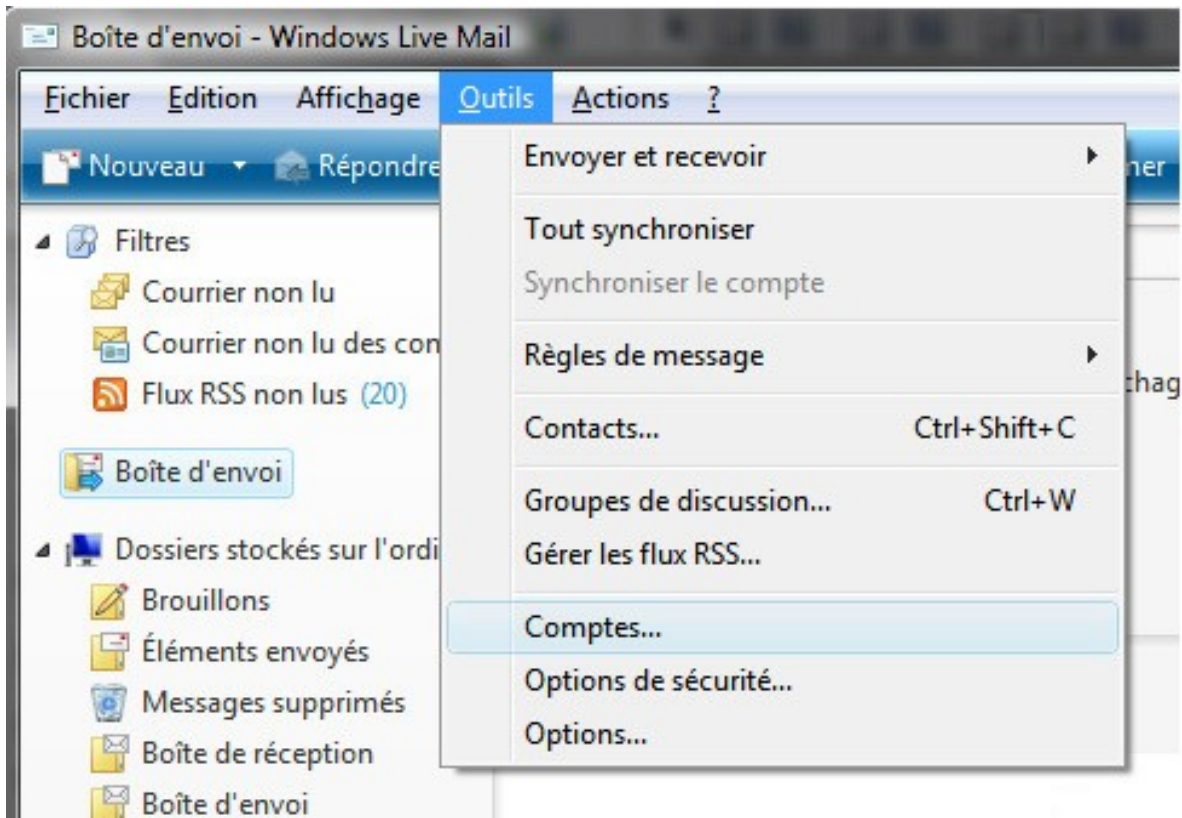 Boîte d'envoi - Windows Live Mail
Fichier Edition Affichage Outils Actions ?
Nouveau Répondre
Envoyer et recevoir
Tout synchroniser
Synchroniser le compte
Règles de message
Contacts... Ctrl+Shift+C
Groupes de discussion... Ctrl+W
Gérer les flux RSS...
Comptes...
Options de sécurité...
Options...
Filtres
Courrier non lu
Courrier non lu des con
Flux RSS non lus (20)
Boîte d'envoi
Dossiers stockés sur l'ordi
Brouillons
Éléments envoyés
Messages supprimés
Boîte de réception
Boîte d'envoi